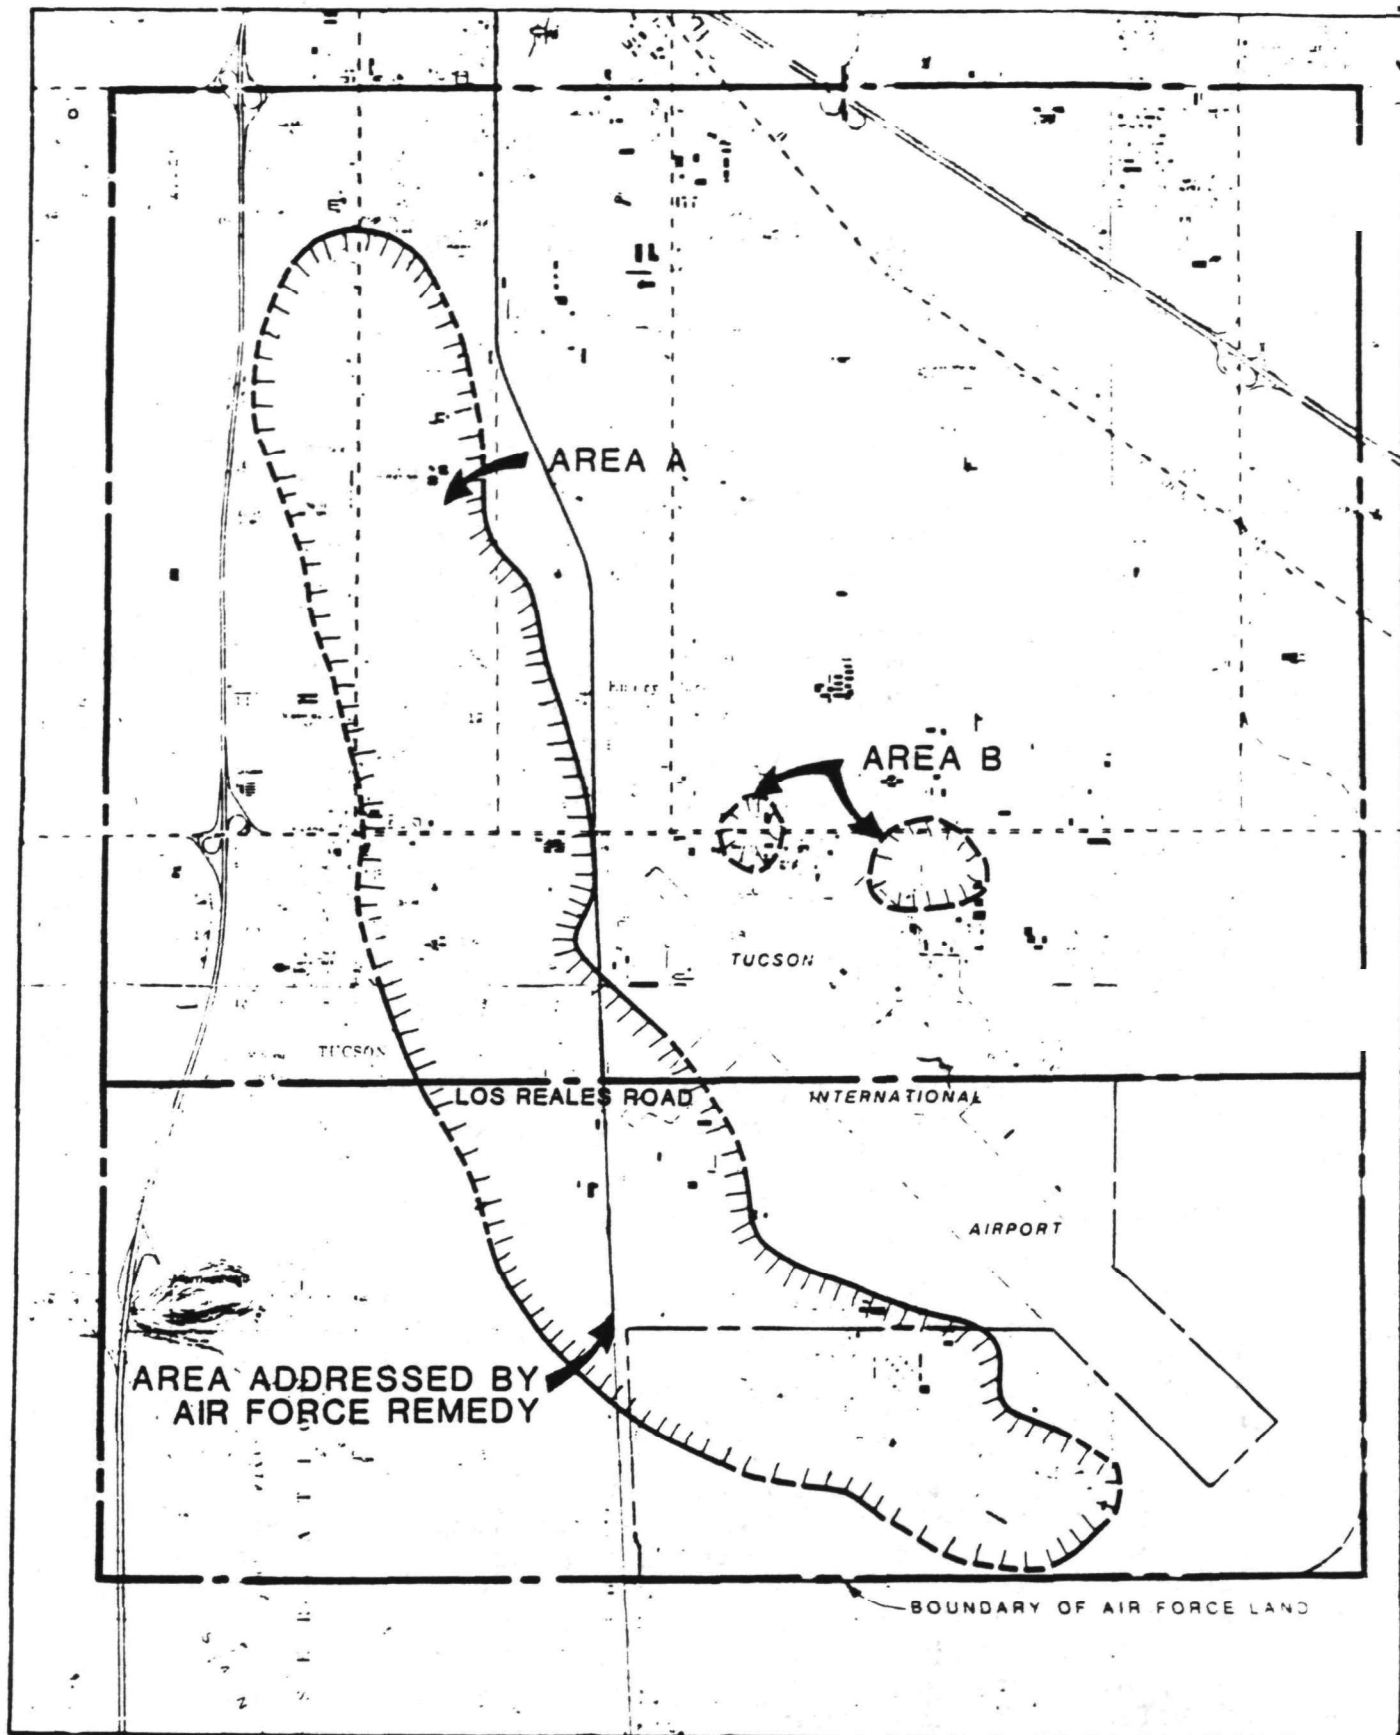 AREA A
AREA B
TUCSON
TUCSON
LOS REALES ROAD
INTERNATIONAL
AIRPORT
AREA ADDRESSED BY
AIR FORCE REMEDY
BOUNDARY OF AIR FORCE LAND